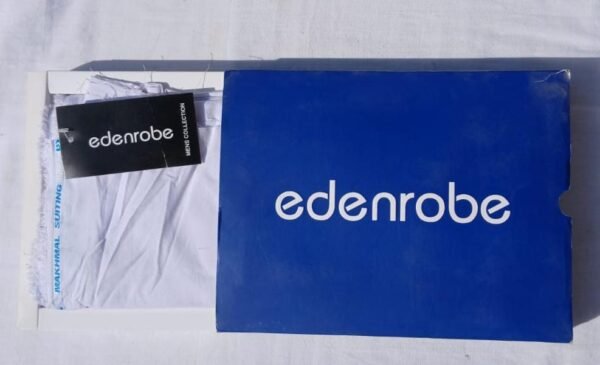 edenrobe
MENS COLLECTION
MAKHMAL SUITING
edenrobe